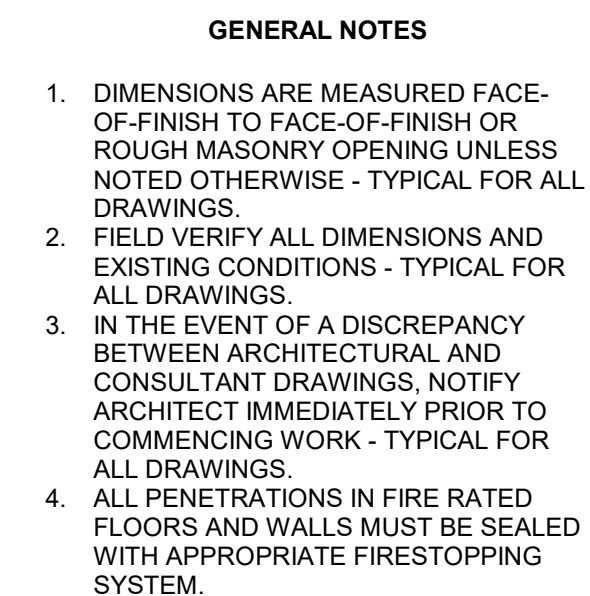 GENERAL NOTES
1. DIMENSIONS ARE MEASURED FACE-
OF-FINISH TO FACE-OF-FINISH OR
ROUGH MASONRY OPENING UNLESS
NOTED OTHERWISE - TYPICAL FOR ALL
DRAWINGS.
2. FIELD VERIFY ALL DIMENSIONS AND
EXISTING CONDITIONS - TYPICAL FOR
ALL DRAWINGS.
3. IN THE EVENT OF A DISCREPANCY
BETWEEN ARCHITECTURAL AND
CONSULTANT DRAWINGS, NOTIFY
ARCHITECT IMMEDIATELY PRIOR TO
COMMENCING WORK - TYPICAL FOR
ALL DRAWINGS.
4. ALL PENETRATIONS IN FIRE RATED
FLOORS AND WALLS MUST BE SEALED
WITH APPROPRIATE FIRESTOPPING
SYSTEM.